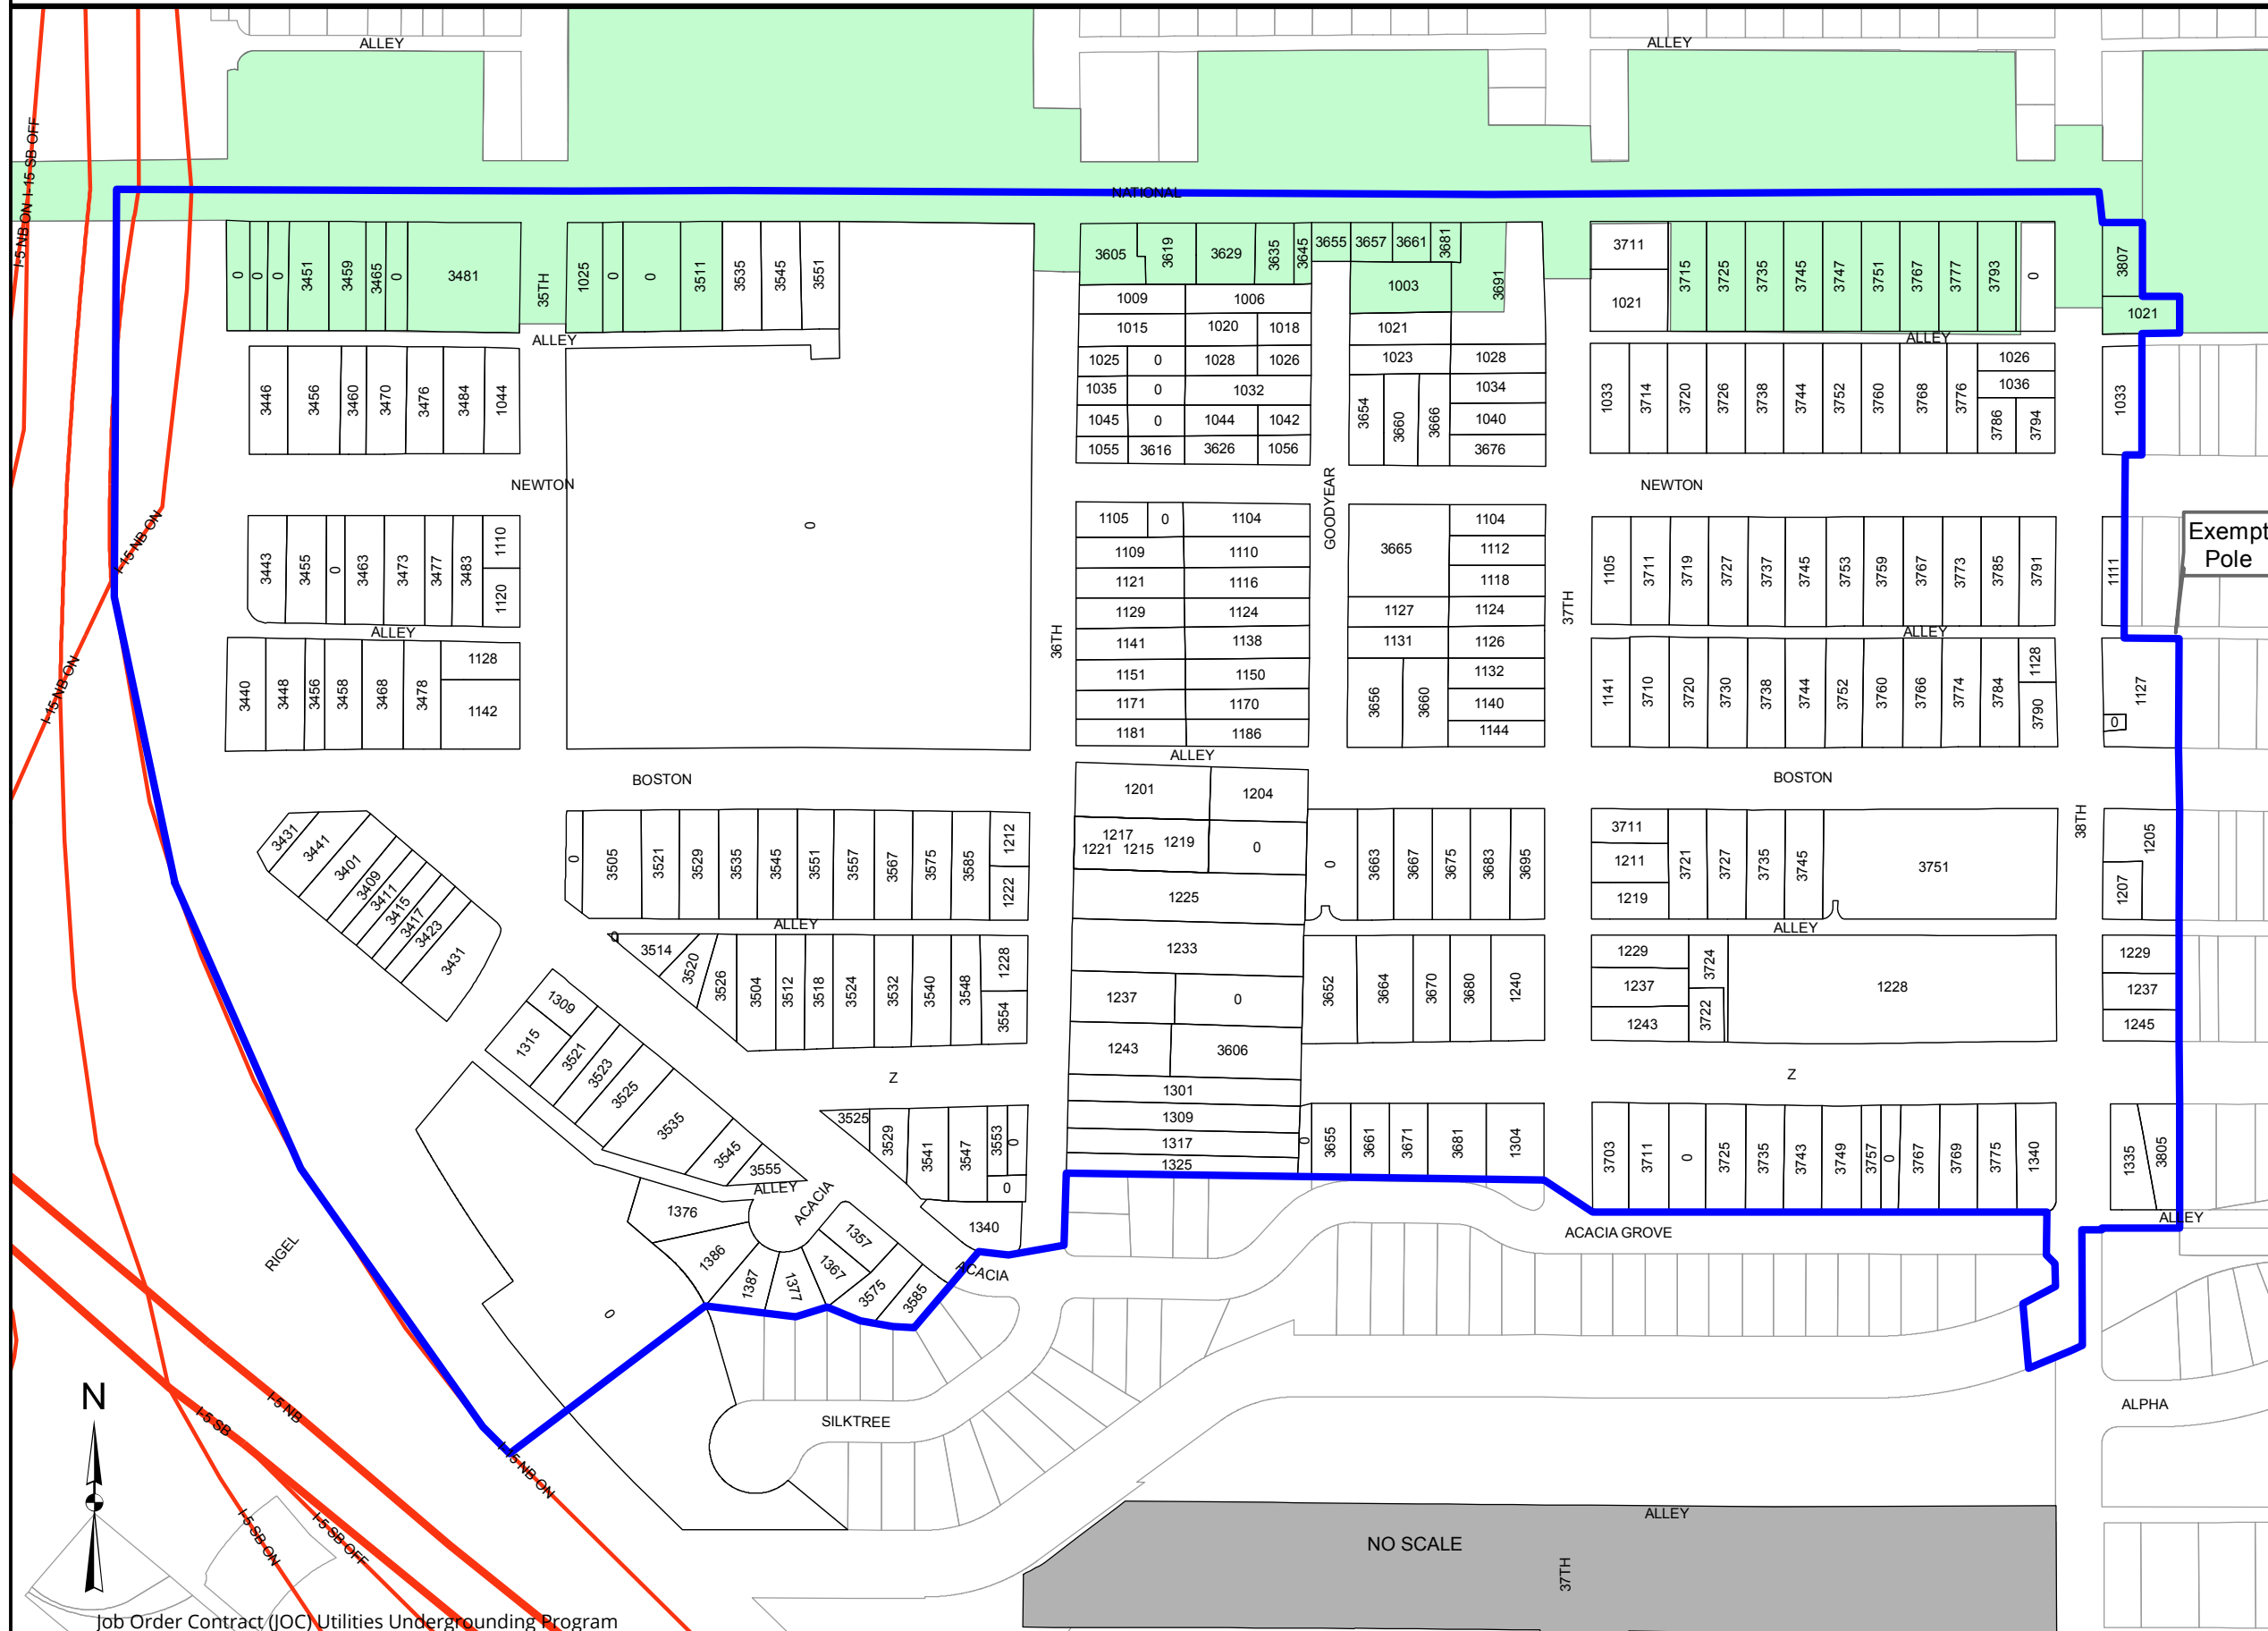 ALLEY
ALLEY
I-5 NB ON I-15 SB OFF
NATIONAL
0 0 0 3451 3459 3465 0 3481
35TH
1025 0 0 3511 3535 3545 3551
3605 3619 3629 3635 3645 3655 3657 3661 3681
1003 3691
3711
1021
3715 3725 3735 3745 3747 3751 3767 3777 3793 0
3807
1021
1009 1006
1015 1020 1018 1021
1025 0 1028 1026 1023 1028
1035 0 1032 1034
1045 0 1044 1042 1040
1055 3616 3626 1056 3676
3654 3660 3666
ALLEY
ALLEY
3446 3456 3460 3470 3476 3484 1044
1033 3714 3720 3726 3738 3744 3752 3760 3768 3776
1026
1036
3786 3794
1033
NEWTON
NEWTON
GOODYEAR
0
Exempt
Pole
I-15 NB ON
3443 3455 0 3463 3473 3477 3483 1110
1120
ALLEY
1105 0 1104
1109 1110
1121 1116
1129 1124
1141 1138
1151 1150
1171 1170
1181 1186
36TH
3665
1104
1112
1118
1127 1124
1131 1126
1132
1140
1144
3656 3660
37TH
1105 3711 3719 3727 3737 3745 3753 3759 3767 3773 3785 3791
1111
ALLEY
1141 3710 3720 3730 3738 3744 3752 3760 3766 3774 3784 1128
3790
1127
0
I-15 NB ON
3440 3448 3456 3458 3468 3478 1128
1142
ALLEY
BOSTON
BOSTON
38TH
3431 3441 3401 3409 3411 3415 3417 3423 3431
0 3505 3521 3529 3535 3545 3551 3557 3567 3575 3585 1212
1222
ALLEY
1201 1204
1217 1219
1221 1215 0
1225
1233
1237 0
1243 3606
1301
1309
1317
1325
0 3663 3667 3675 3683 3695
3711
1211
1219
3721 3727 3735 3745 3751
1205
1207
ALLEY
0 3514 3520 3526 3504 3512 3518 3524 3532 3540 3548 1228
3554
3652 3664 3670 3680 1240
1229
1237
1243
3724
3722
1228
1229
1237
1245
Z
Z
1309
1315
3521 3523 3525 3535 3545 3555
ALLEY
3525 3529 3541 3547 3553 0
0
0 3655 3661 3671 3681 1304
3703 3711 0 3725 3735 3743 3749 3757 0 3767 3769 3775 1340
1335 3805
ALLEY
ACACIA
1376
1386 1387 1377 1367 1357
3575 3585
1340
ACACIA
ACACIA GROVE
RIGEL
0
SILKTREE
ALPHA
N
I-5 NB
I-5 SB
I-15 NB ON
I-5 SB ON
I-5 SB OFF
ALLEY
NO SCALE
37TH
Job Order Contract (JOC) Utilities Undergrounding Program